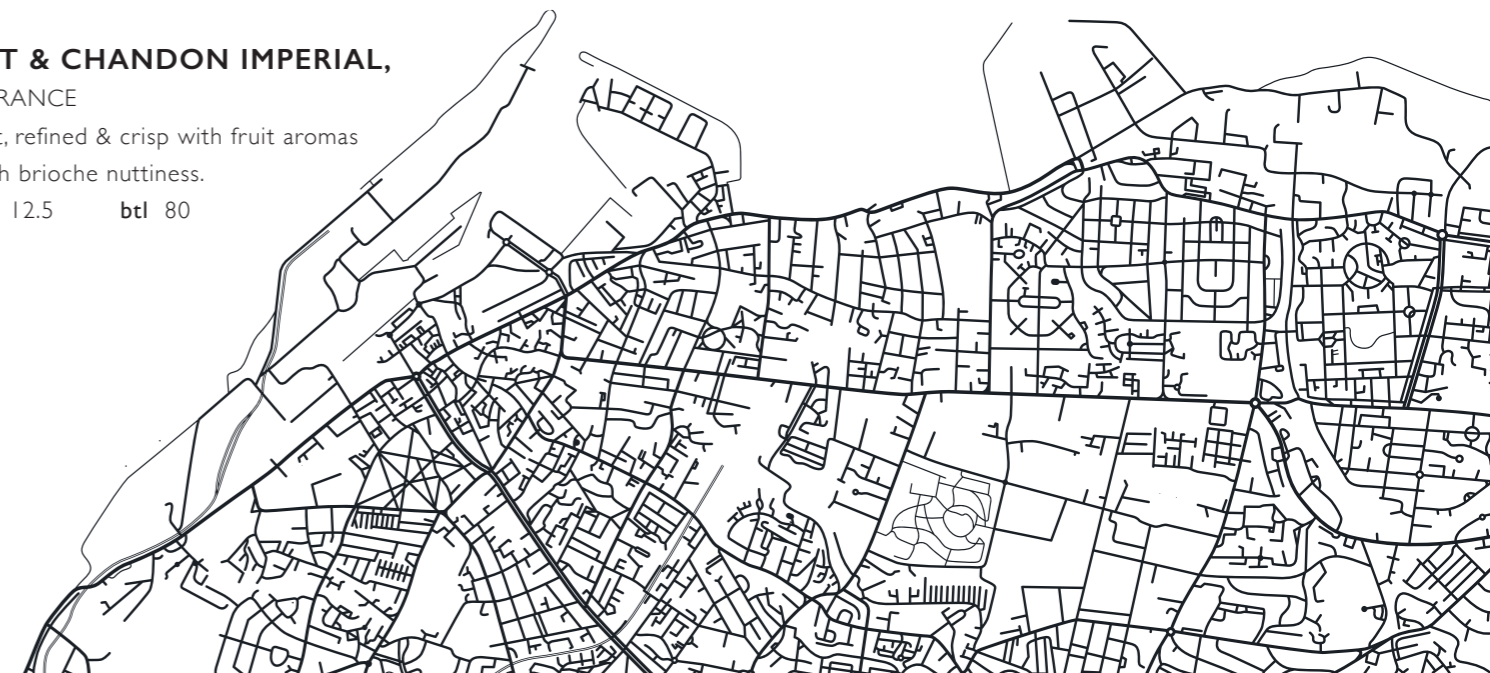 T & CHANDON IMPERIAL,
RANCE
, refined & crisp with fruit aromas
h brioche nuttiness.
12.5 btl 80